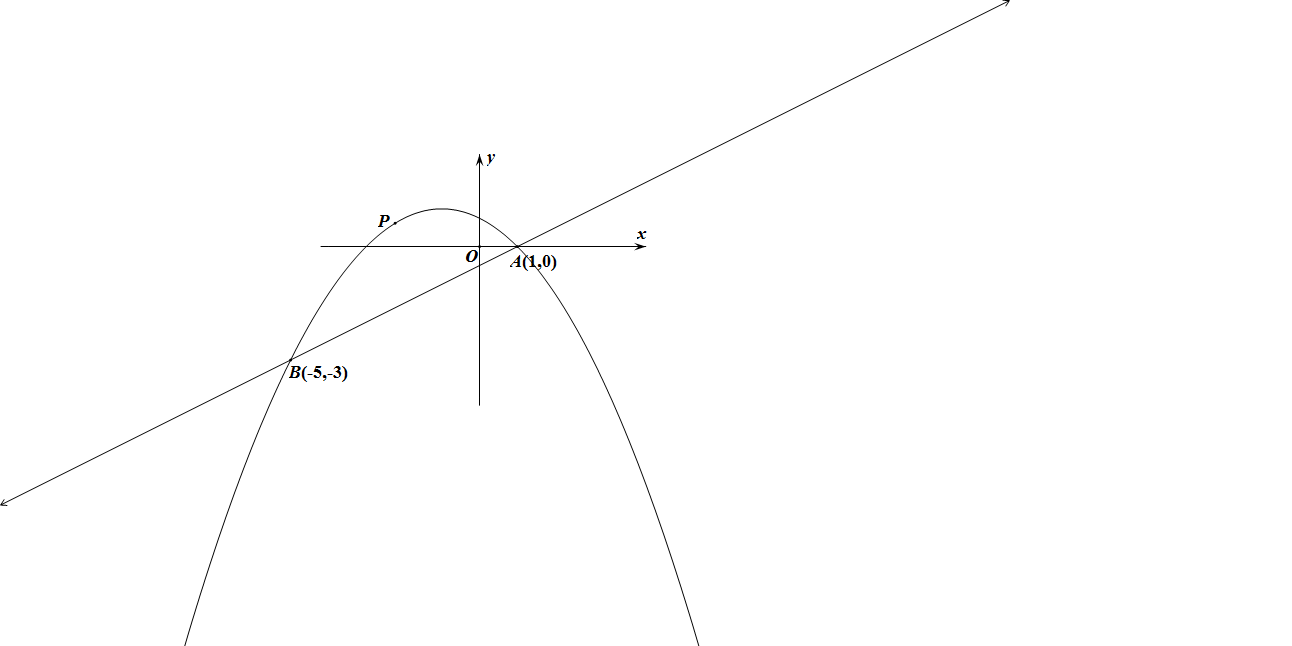 y
P
x
O
A(1,0)
B(-5,-3)